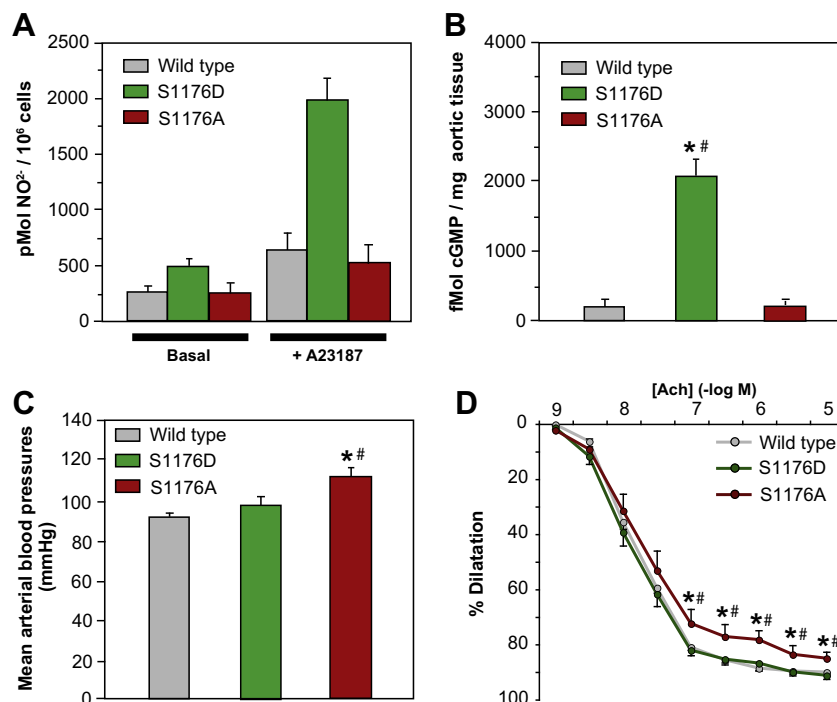 A
pMol NO²⁻ / 10⁶ cells
2500
2000
1500
1000
500
0
Wild type
S1176D
S1176A
Basal
+ A23187
B
fMol cGMP / mg aortic tissue
4000
3000
2000
1000
0
Wild type
S1176D
S1176A
*#
C
Mean arterial blood pressures
(mmHg)
140
120
100
80
60
40
20
0
Wild type
S1176D
S1176A
*#
D
[Ach] (-log M)
9 8 7 6 5
% Dilatation
0
20
40
60
80
100
Wild type
S1176D
S1176A
*# *# *# *# *#